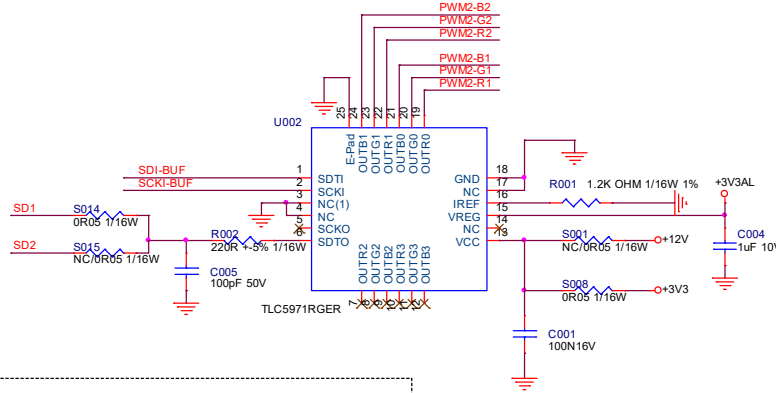 PWM2-B2
PWM2-G2
PWM2-R2
PWM2-B1
PWM2-G1
PWM2-R1
25
24
23
22
21
20
19
U002
E-Pad
OUTB1
OUTG1
OUTR1
OUTB0
OUTG0
OUTR0
SDI-BUF
1
SDTI
SCKI-BUF
2
SCKI
3
NC(1)
4
NC
5
SCKO
6
SDTO
GND
18
NC
17
IREF
16
VREG
15
NC
14
VCC
13
R001
1.2K OHM 1/16W 1%
+3V3AL
SD1
S014
0R05 1/16W
SD2
S015
NC/0R05 1/16W
R002
220R +-5% 1/16W
C005
100pF 50V
S001
NC/0R05 1/16W
+12V
C004
1uF 10V
S008
0R05 1/16W
+3V3
C001
100N16V
OUTR2
OUTG2
OUTB2
OUTR3
OUTG3
OUTB3
7
8
9
10
11
12
TLC5971RGER